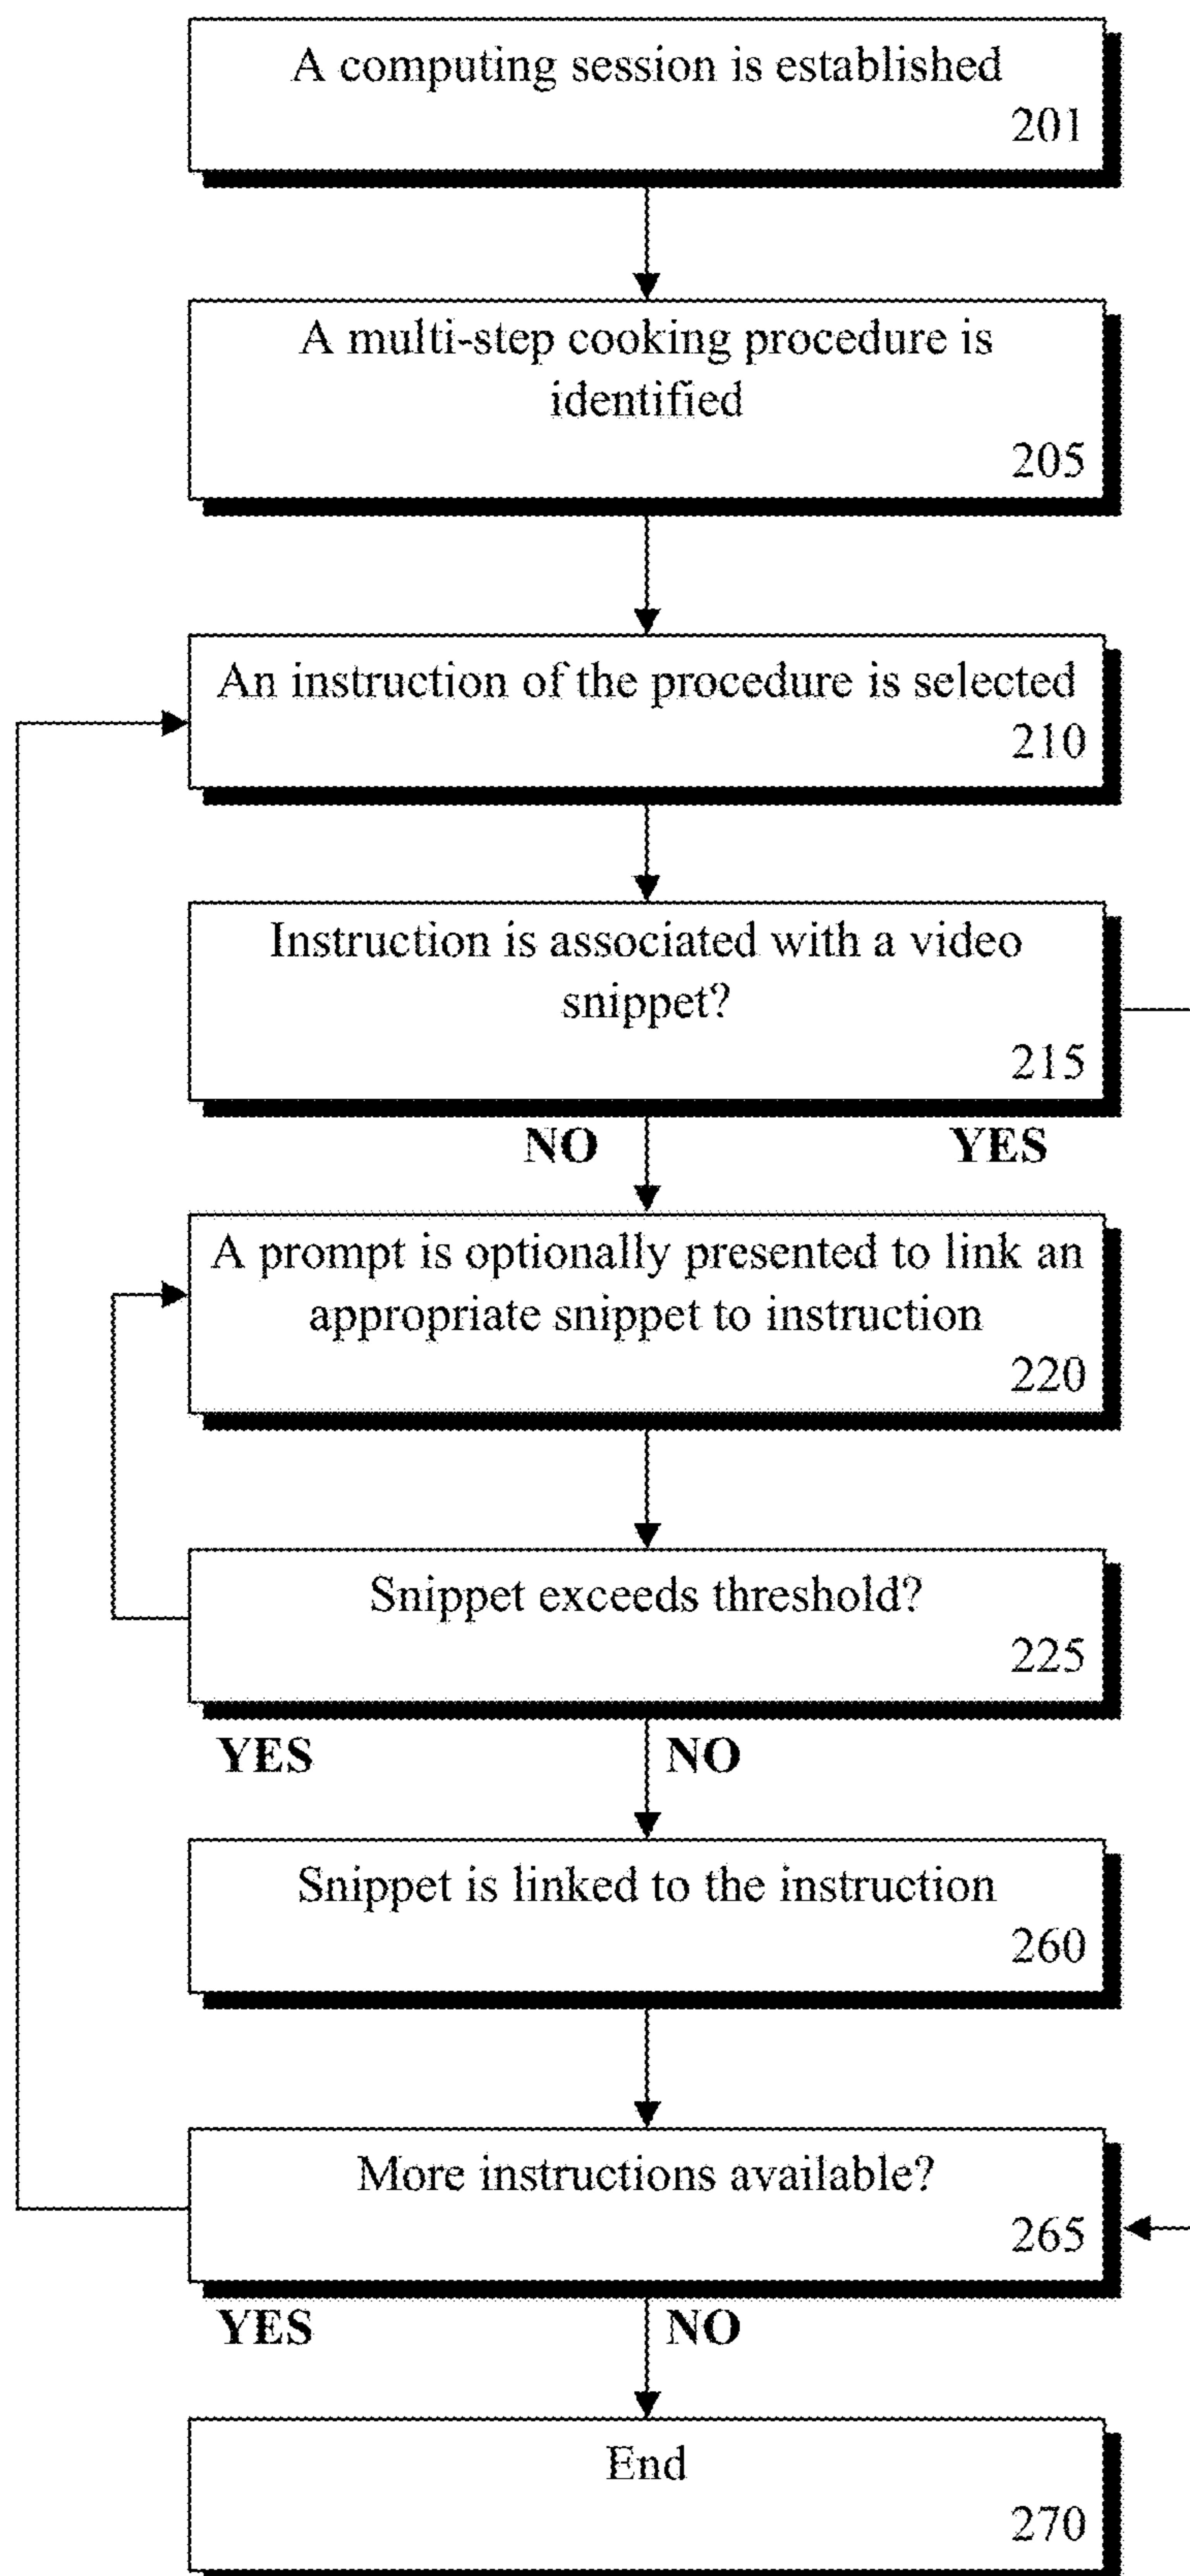 A computing session is established
201
A multi-step cooking procedure is
identified
205
An instruction of the procedure is selected
210
Instruction is associated with a video
snippet?
215
NO YES
A prompt is optionally presented to link an
appropriate snippet to instruction
220
Snippet exceeds threshold?
225
YES NO
Snippet is linked to the instruction
260
More instructions available?
265
YES NO
End
270